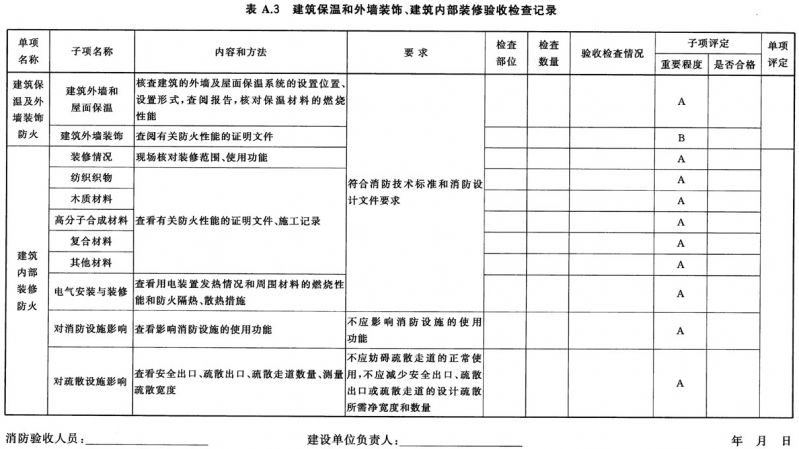 表 A.3 建筑保温和外墙装饰、建筑内部装修验收检查记录
单项
名称
子项名称
内容和方法
要 求
检查
部位
检查
数量
验收检查情况
子项评定
重要程度
是否合格
单项
评定
建筑保
温及外
墙装饰
防火
建筑外墙和
屋面保温
核查建筑的外墙及屋面保温系统的设置位置、
设置形式,查阅报告,核对保温材料的燃烧
性能
符合消防技术标准和消防设
计文件要求
A
建筑外墙装饰
查阅有关防火性能的证明文件
B
建筑
内部
装修
防火
装修情况
现场核对装修范围、使用功能
A
纺织织物
查看有关防火性能的证明文件、施工记录
A
木质材料
A
高分子合成材料
A
复合材料
A
其他材料
A
电气安装与装修
查看用电装置发热情况和周围材料的燃烧性
能和防火隔热、散热措施
A
对消防设施影响
查看影响消防设施的使用功能
不应影响消防设施的使用
功能
A
对疏散设施影响
查看安全出口、疏散出口、疏散走道数量、测量
疏散宽度
不应妨碍疏散走道的正常使
用,不应减少安全出口、疏散
出口或疏散走道的设计疏散
所需净宽度和数量
A
消防验收人员: 建设单位负责人: 年 月 日